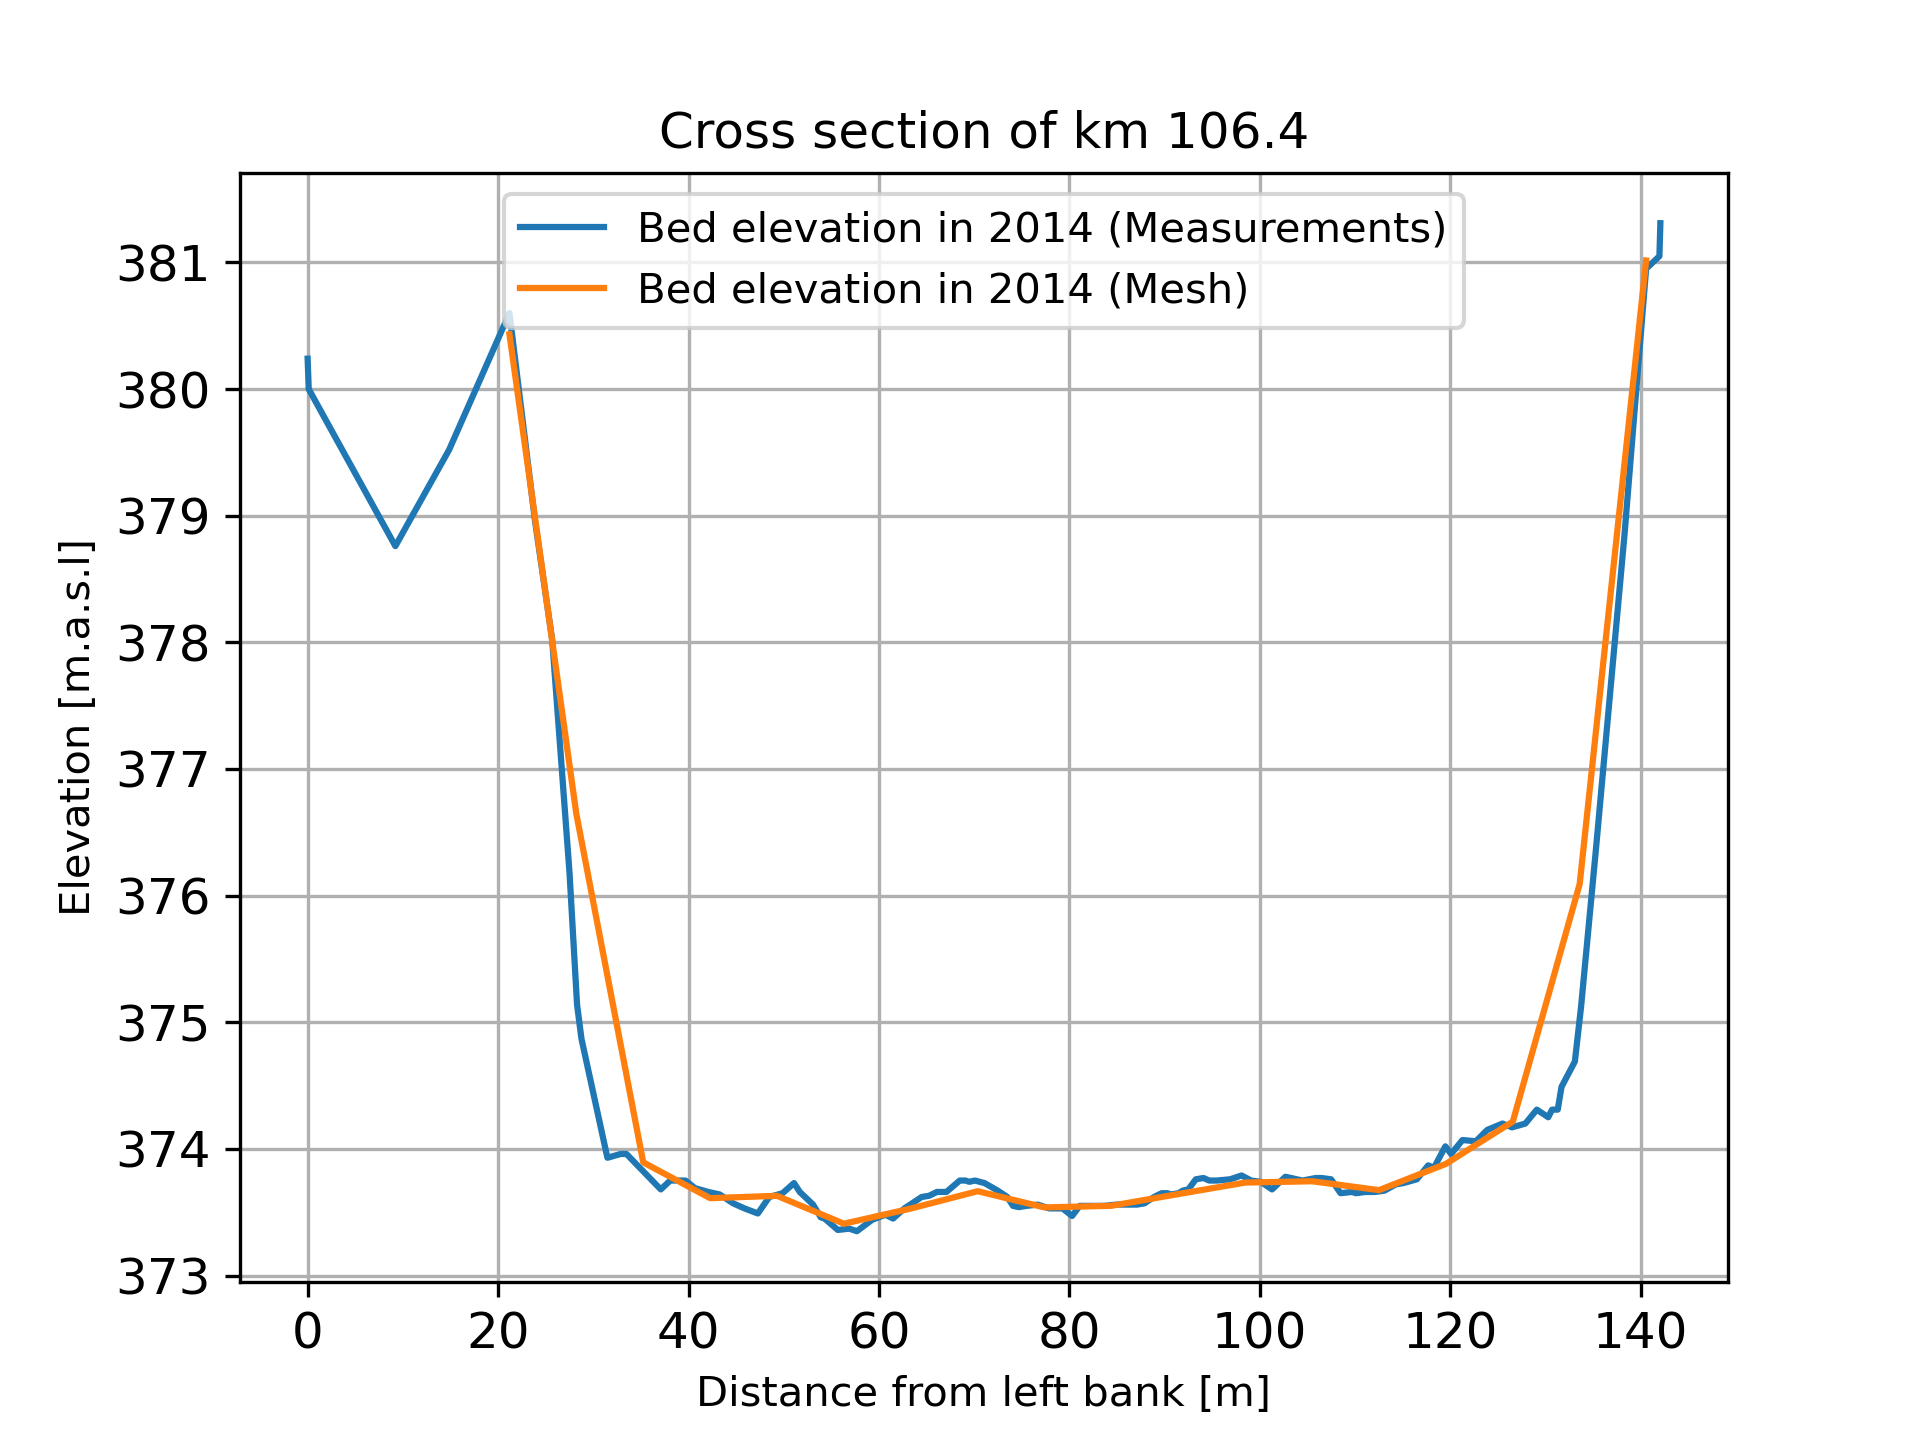 Cross section of km 106.4
Bed elevation in 2014 (Measurements)
Bed elevation in 2014 (Mesh)
381
380
379
378
377
376
375
374
373
Elevation [m.a.s.l]
0 20 40 60 80 100 120 140
Distance from left bank [m]